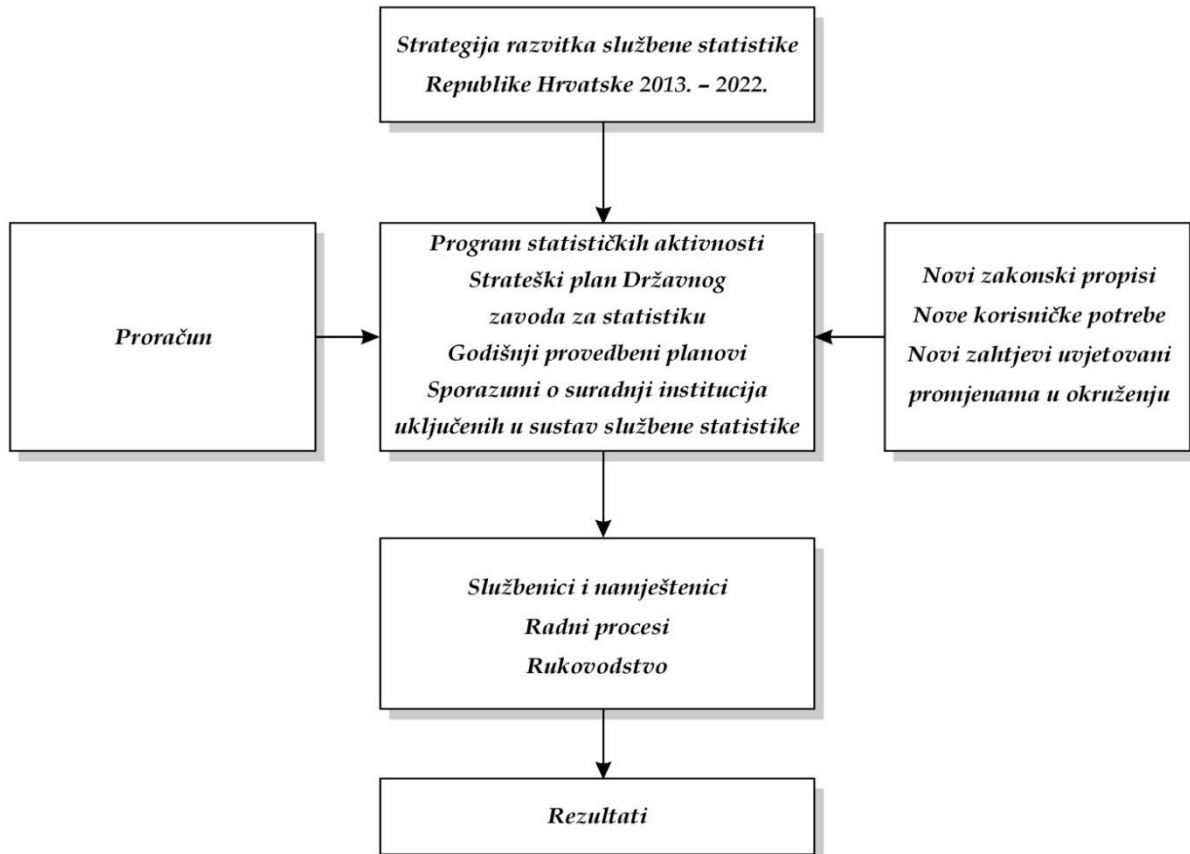 Strategija razvitka službene statistike
Republike Hrvatske 2013. – 2022.
Proračun
Program statističkih aktivnosti
Strateški plan Državnog
zavoda za statistiku
Godišnji provedbeni planovi
Sporazumi o suradnji institucija
uključenih u sustav službene statistike
Novi zakonski propisi
Nove korisničke potrebe
Novi zahtjevi uvjetovani
promjenama u okruženju
Službenici i namještenici
Radni procesi
Rukovodstvo
Rezultati